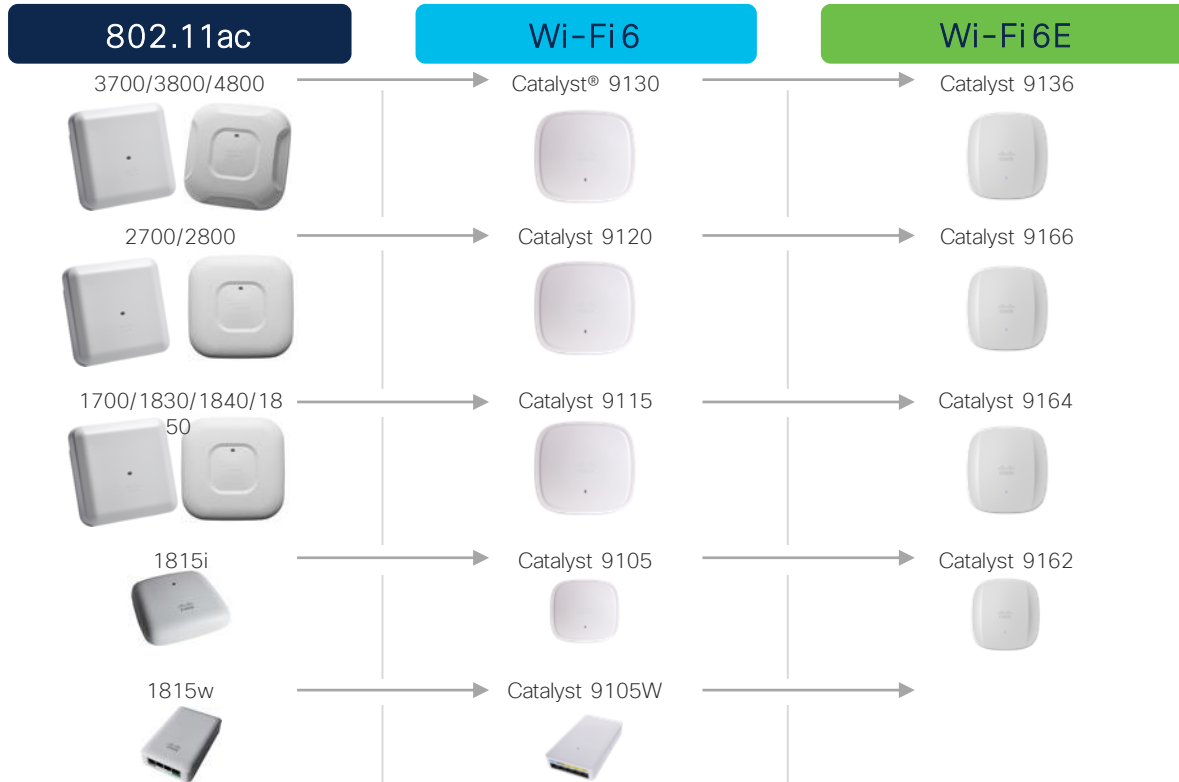 802.11ac
Wi-Fi 6
Wi-Fi 6E
3700/3800/4800
Catalyst® 9130
Catalyst 9136
2700/2800
Catalyst 9120
Catalyst 9166
1700/1830/1840/18
50
Catalyst 9115
Catalyst 9164
1815i
Catalyst 9105
Catalyst 9162
1815w
Catalyst 9105W